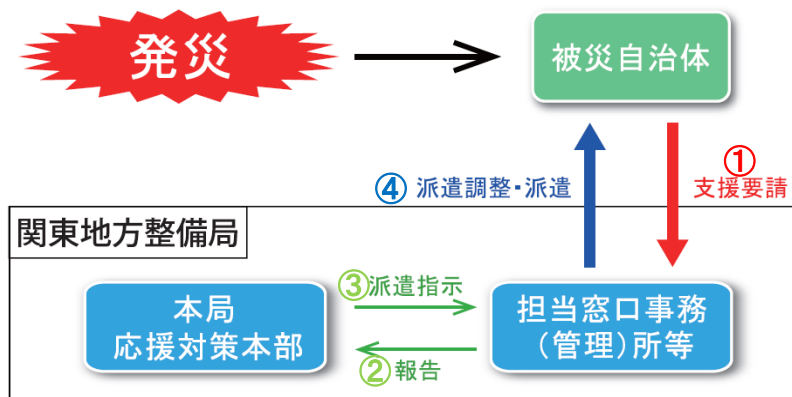 発災
被災自治体
①
支援要請
④ 派遣調整・派遣
関東地方整備局
本局
応援対策本部
③派遣指示
②報告
担当窓口事務
（管理）所等